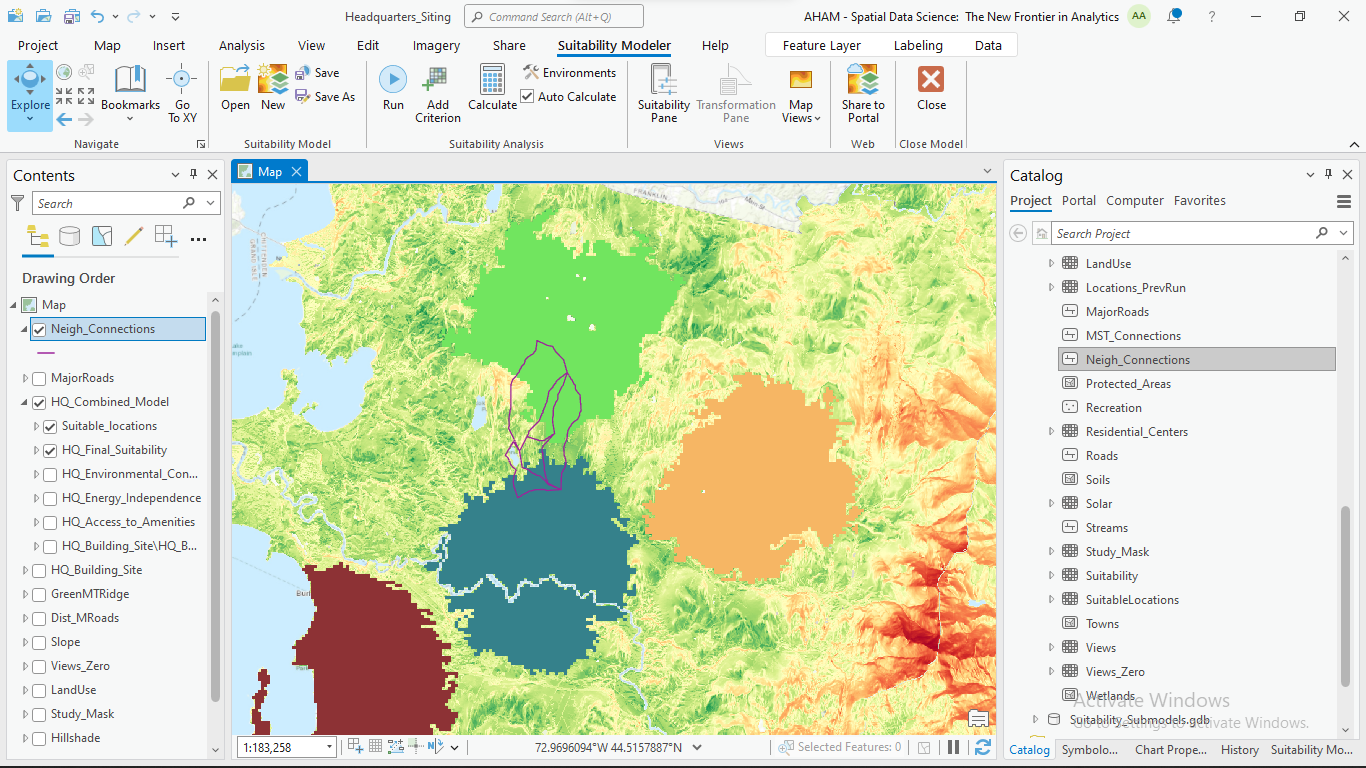 Headquarters_Siting
Command Search (Alt+Q)
AHAM - Spatial Data Science: The New Frontier in Analytics
AA
Project
Map
Insert
Analysis
View
Edit
Imagery
Share
Suitability Modeler
Help
Feature Layer
Labeling
Data
Explore
Bookmarks
Go
To XY
Navigate
Open
New
Save
Save As
Suitability Model
Run
Add
Criterion
Calculate
Environments
Auto Calculate
Suitability Analysis
Suitability
Pane
Transformation
Pane
Map
Views
Views
Share to
Portal
Web
Close
Close Model
Contents
Search
Drawing Order
Map
Neigh_Connections
MajorRoads
HQ_Combined_Model
Suitable_locations
HQ_Final_Suitability
HQ_Environmental_Con...
HQ_Energy_Independence
HQ_Access_to_Amenities
HQ_Building_Site\HQ_B...
HQ_Building_Site
GreenMTRidge
Dist_MRoads
Slope
Views_Zero
LandUse
Study_Mask
Hillshade
Map
FRANKLIN
CHITTENDEN
GRAND ISLE
Burl
1:183,258
72.9696094°W 44.5157887°N
Selected Features: 0
Catalog
Project
Portal
Computer
Favorites
Search Project
LandUse
Locations_PrevRun
MajorRoads
MST_Connections
Neigh_Connections
Protected_Areas
Recreation
Residential_Centers
Roads
Soils
Solar
Streams
Study_Mask
Suitability
SuitableLocations
Towns
Views
Views_Zero
Wetlands
Suitability_Submodels.gdb
Activate Windows
Go to Settings to activate Windows.
Catalog
Symbolo...
Chart Prope...
History
Suitability Mo...